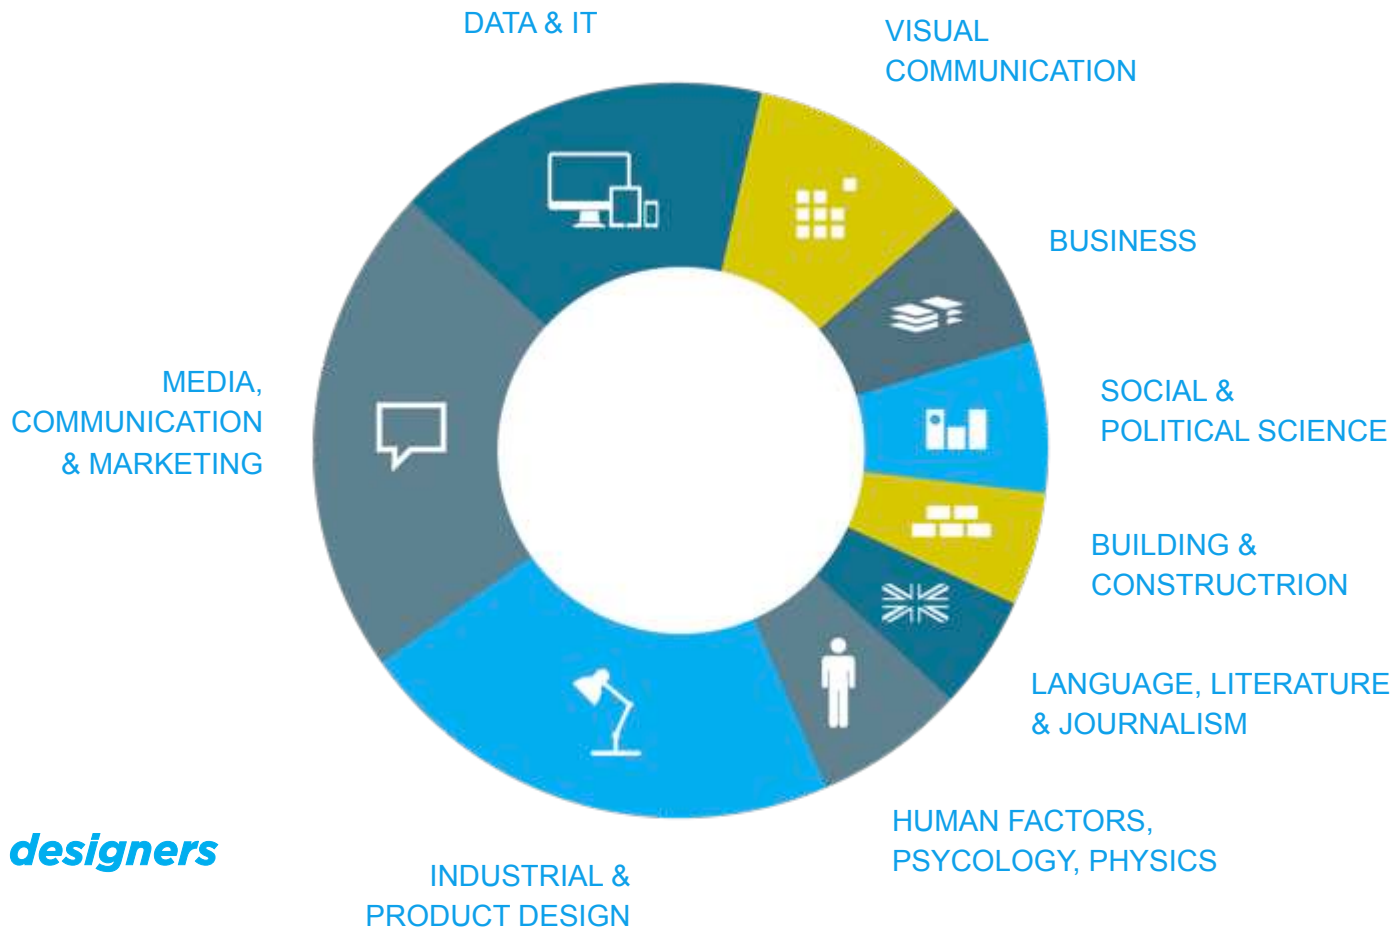 DATA & IT
VISUAL
COMMUNICATION
BUSINESS
SOCIAL &
POLITICAL SCIENCE
MEDIA,
COMMUNICATION
& MARKETING
BUILDING &
CONSTRUCTRION
LANGUAGE, LITERATURE
& JOURNALISM
HUMAN FACTORS,
PSYCOLOGY, PHYSICS
designers
INDUSTRIAL &
PRODUCT DESIGN